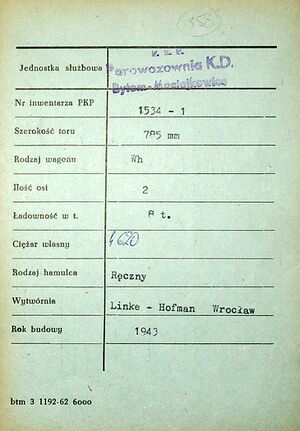 (358)
P. K. P.
Jednostka służbowa Parowozownia K.D.
Bytom-Maciejkowice
Nr inwentarza PKP 1534 - 1
Szerokość toru 785 mm
Rodzaj wagonu Wh
Ilość osi 2
Ładowność w t. 8 t.
Ciężar własny 4620
Rodzaj hamulca Ręczny
Wytwórnia Linke - Hofman Wrocław
Rok budowy 1943
btm 3 1192-62 6000